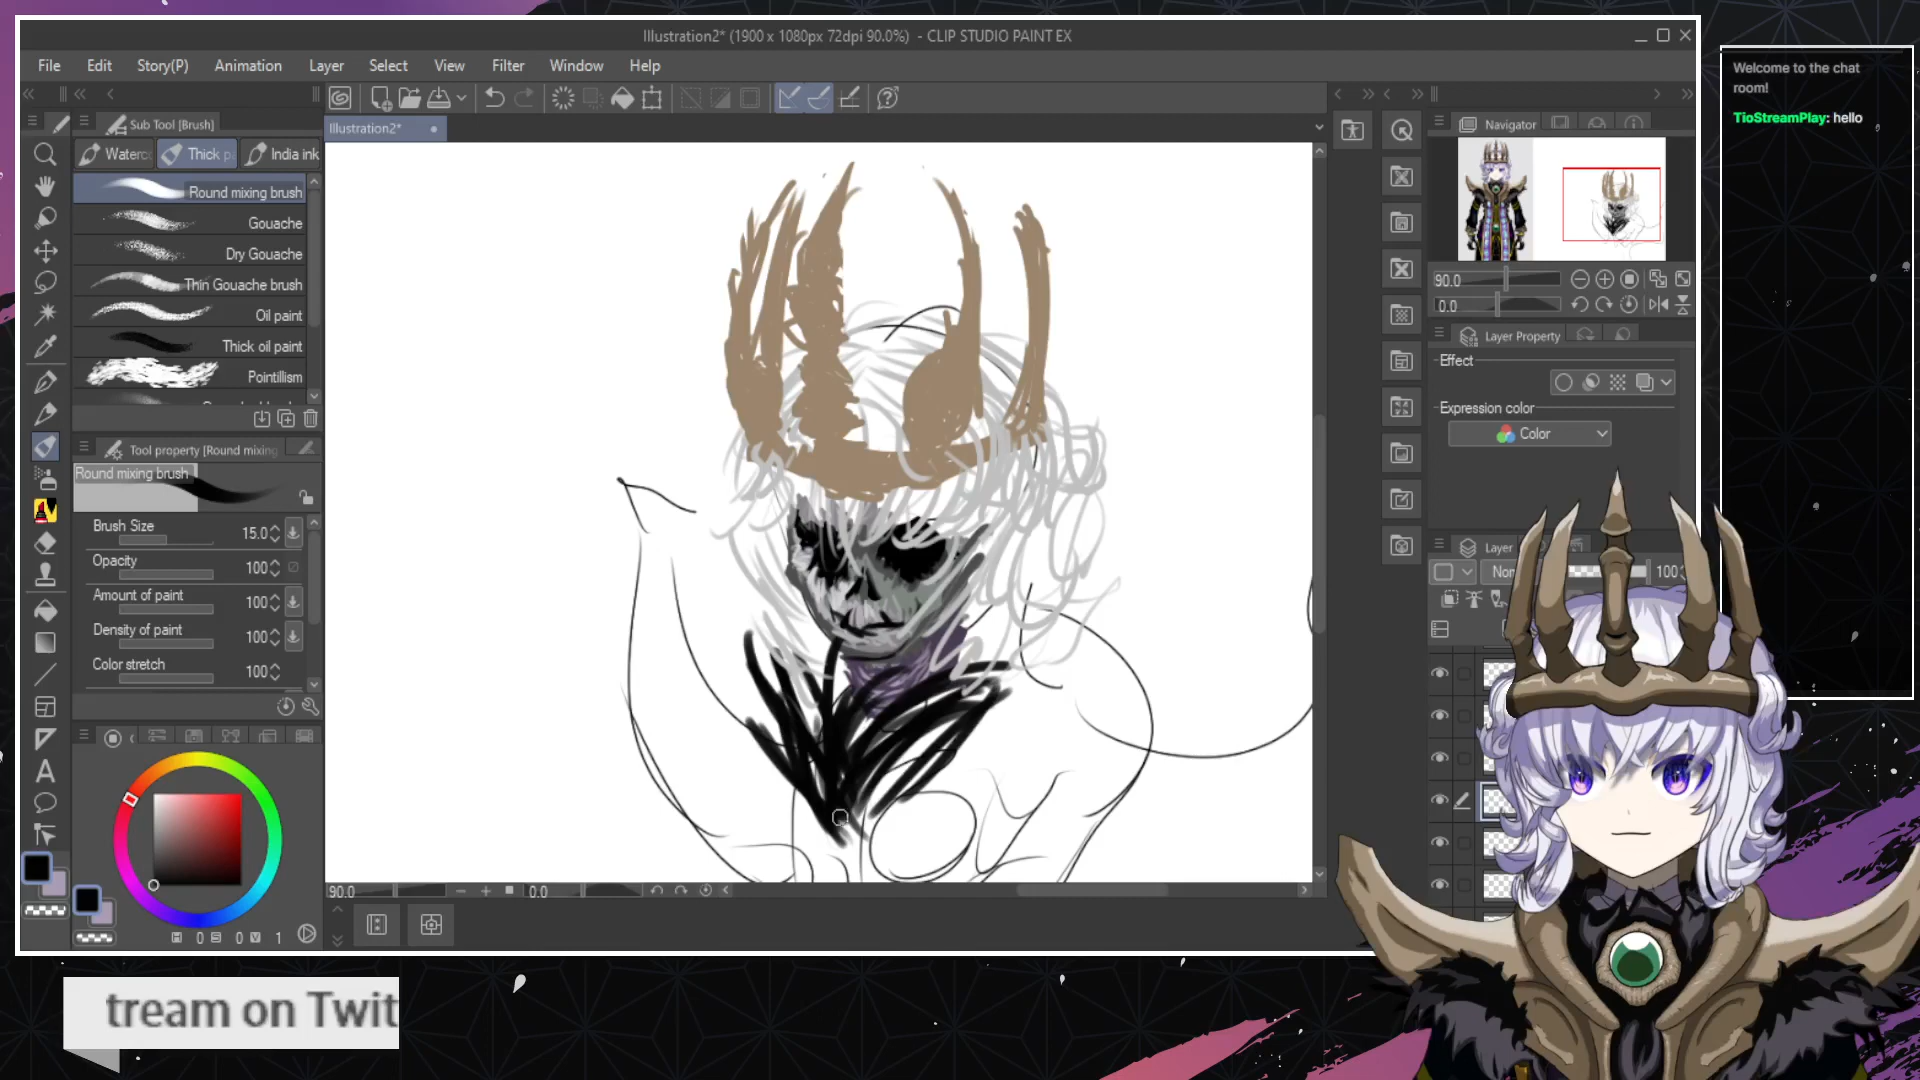 Illustration2* (1900 x 1080px 72dpi 90.0%) - CLIP STUDIO PAINT EX
File Edit Story(P) Animation Layer Select View Filter Window Help
Sub Tool [Brush]
Illustration2*
Thick p
India ink
Round mixing brush
Gouache
Dry Gouache
Thin Gouache brush
Oil paint
Thick oil paint
Pointillism
Tool property [Round mixing
Round mixing brush
Brush Size 15.0
Opacity 100
Amount of paint 100
Density of paint 100
Color stretch 100
0 0 1
90.0 0.0
Navigator
90.0
0.0
Layer Property
Effect
Expression color
Color
Layer
100
Welcome to the chat
room!
TioStreamPlay: hello
tream on Twit